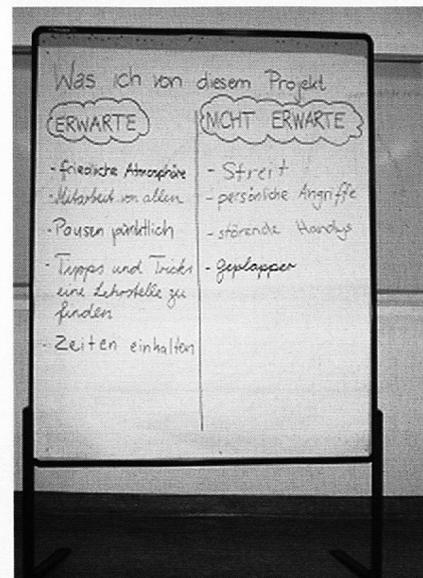 Was ich von diesem Projekt
ERWARTE
- friedliche Atmosphäre
- Mitarbeit von allen
- Pausen pünktlich
- Tipps und Tricks
eine Lehrstelle zu
finden
- Zeiten einhalten
NICHT ERWARTE
- Streit
- persönliche Angriffe
- störende Handys
- geplapper